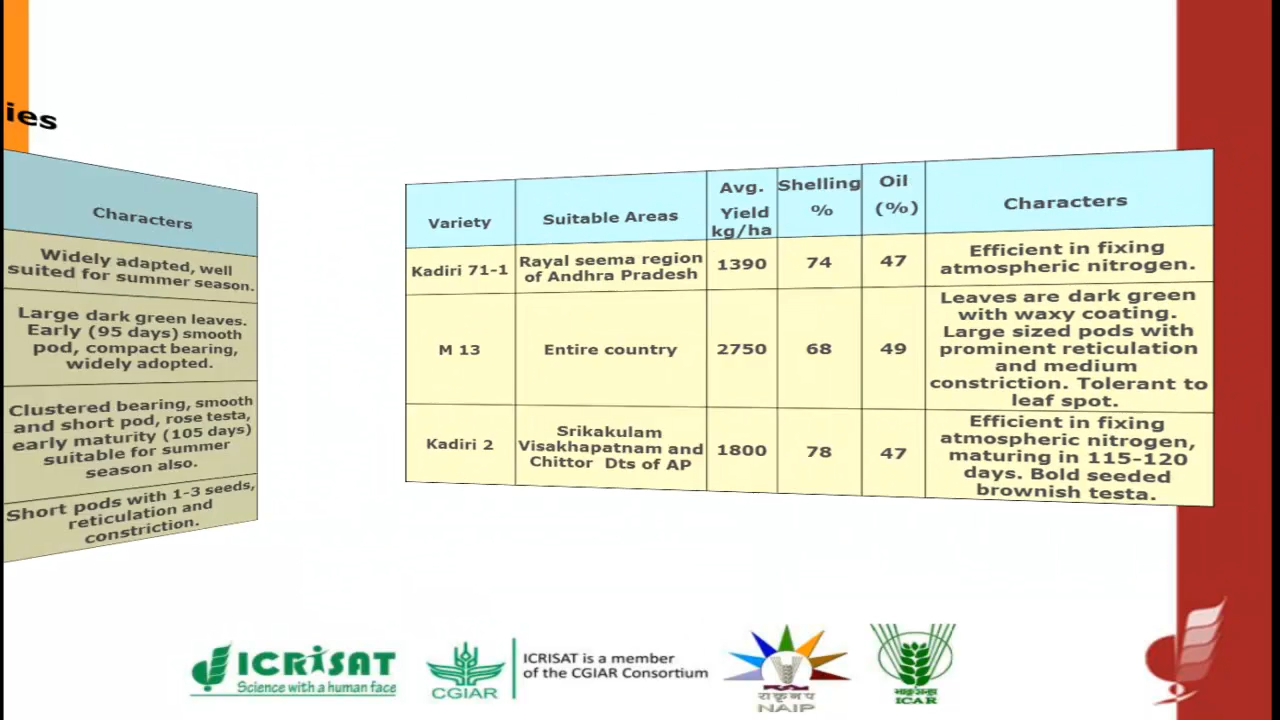 ies
Characters
Widely adapted, well
suited for summer season.
Large dark green leaves.
Early (95 days) smooth
pod, compact bearing,
widely adopted.
Clustered bearing, smooth
and short pod, rose testa,
early maturity (105 days)
suitable for summer
season also.
Short pods with 1-3 seeds,
reticulation and
constriction.
Variety
Suitable Areas
Avg.
Yield
kg/ha
Shelling
%
Oil
(%)
Characters
Kadiri 71-1
Rayal seema region
of Andhra Pradesh
1390
74
47
Efficient in fixing
atmospheric nitrogen.
M 13
Entire country
2750
68
49
Leaves are dark green
with waxy coating.
Large sized pods with
prominent reticulation
and medium
constriction. Tolerant to
leaf spot.
Kadiri 2
Srikakulam
Visakhapatnam and
Chittor Dts of AP
1800
78
47
Efficient in fixing
atmospheric nitrogen,
maturing in 115-120
days. Bold seeded
brownish testa.
ICRISAT
Science with a human face
CGIAR
ICRISAT is a member
of the CGIAR Consortium
NAIP
ICAR